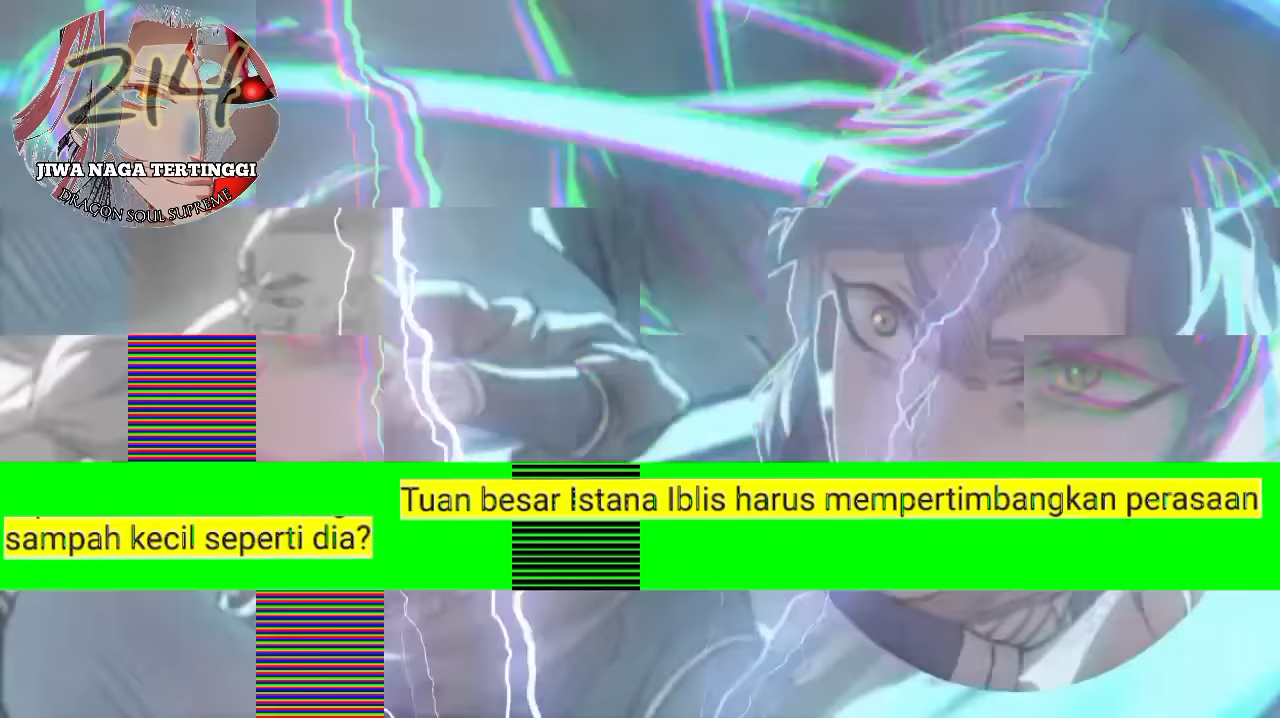 214
JIWA NAGA TERTINGGI
DRAGON SOUL SUPREME
Tuan besar Istana Iblis harus mempertimbangkan perasaan
sampah kecil seperti dia?